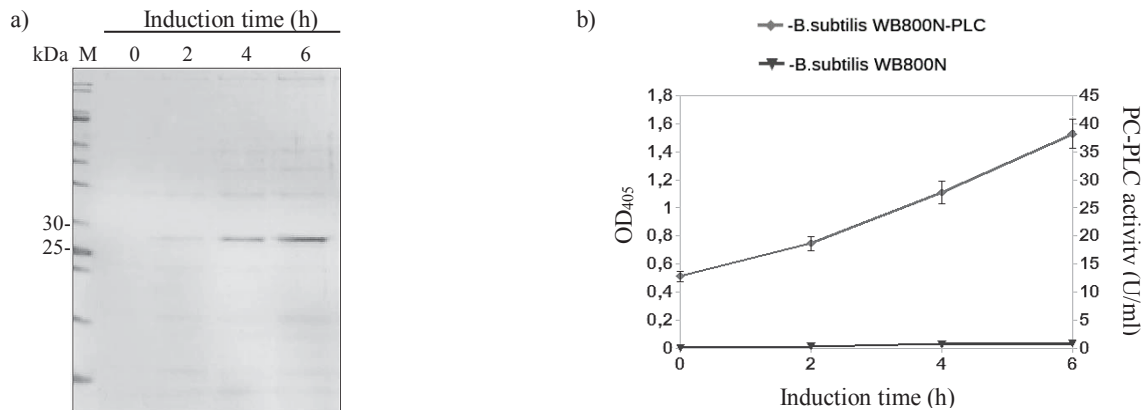 a)
Induction time (h)
kDa M 0 2 4 6
30-
25-
b)
-B.subtilis WB800N-PLC
-B.subtilis WB800N
1,8
1,6
1,4
1,2
1
0,8
0,6
0,4
0,2
0
OD405
45
40
35
30
25
20
15
10
5
0
PC-PLC activity (U/ml)
0 2 4 6
Induction time (h)